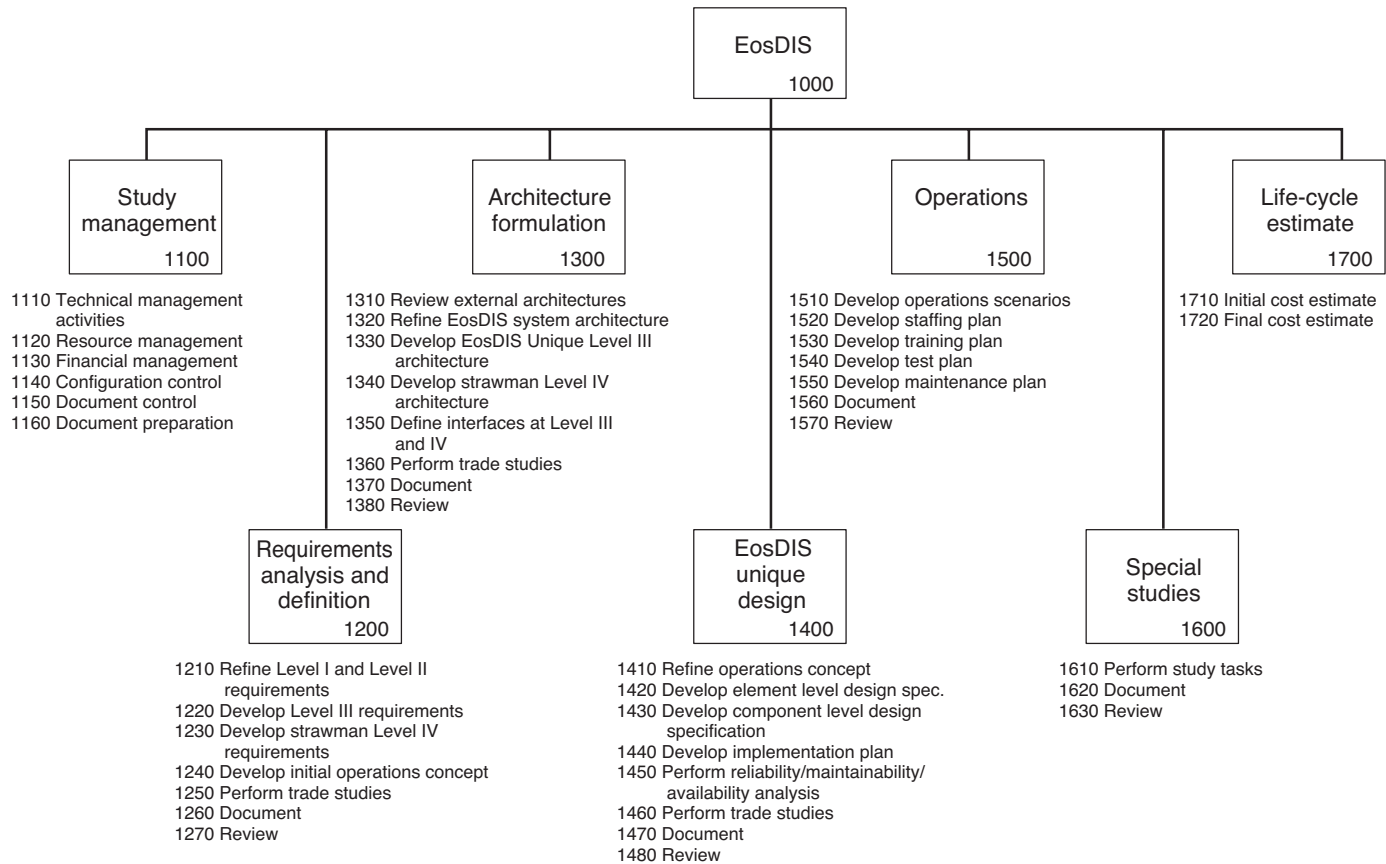 EosDIS
1000
Study
management
1100
Architecture
formulation
1300
Operations
1500
Life-cycle
estimate
1700
1110 Technical management
activities
1120 Resource management
1130 Financial management
1140 Configuration control
1150 Document control
1160 Document preparation
1310 Review external architectures
1320 Refine EosDIS system architecture
1330 Develop EosDIS Unique Level III
architecture
1340 Develop strawman Level IV
architecture
1350 Define interfaces at Level III
and IV
1360 Perform trade studies
1370 Document
1380 Review
1510 Develop operations scenarios
1520 Develop staffing plan
1530 Develop training plan
1540 Develop test plan
1550 Develop maintenance plan
1560 Document
1570 Review
1710 Initial cost estimate
1720 Final cost estimate
Requirements
analysis and
definition
1200
EosDIS
unique
design
1400
Special
studies
1600
1210 Refine Level I and Level II
requirements
1220 Develop Level III requirements
1230 Develop strawman Level IV
requirements
1240 Develop initial operations concept
1250 Perform trade studies
1260 Document
1270 Review
1410 Refine operations concept
1420 Develop element level design spec.
1430 Develop component level design
specification
1440 Develop implementation plan
1450 Perform reliability/maintainability/
availability analysis
1460 Perform trade studies
1470 Document
1480 Review
1610 Perform study tasks
1620 Document
1630 Review